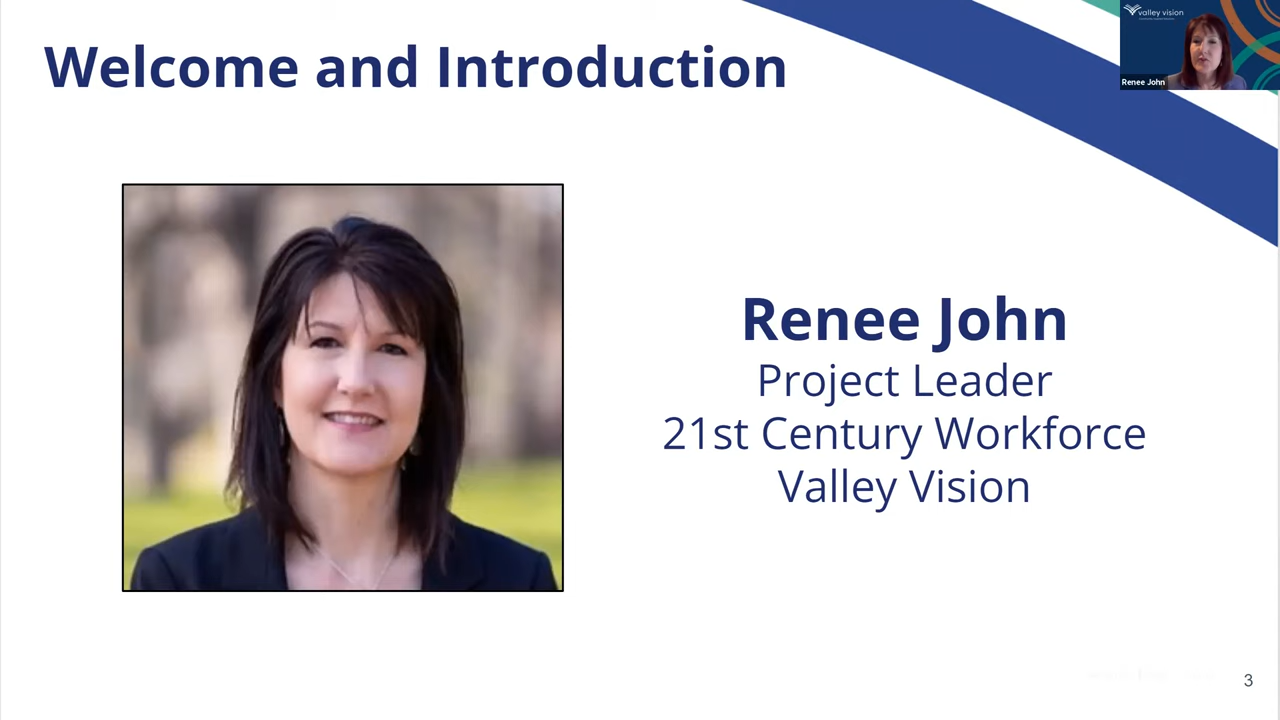 Welcome and Introduction
valley vision
Renee John
Renee John
Project Leader
21st Century Workforce
Valley Vision
3